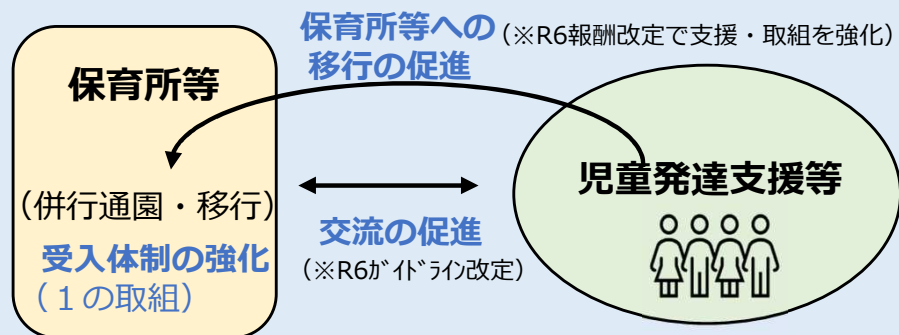 保育所等への
移行の促進
（※R6報酬改定で支援・取組を強化）
保育所等
（併行通園・移行）
受入体制の強化
（１の取組）
交流の促進
（※R6ｶﾞｲﾄﾞﾗｲﾝ改定）
児童発達支援等